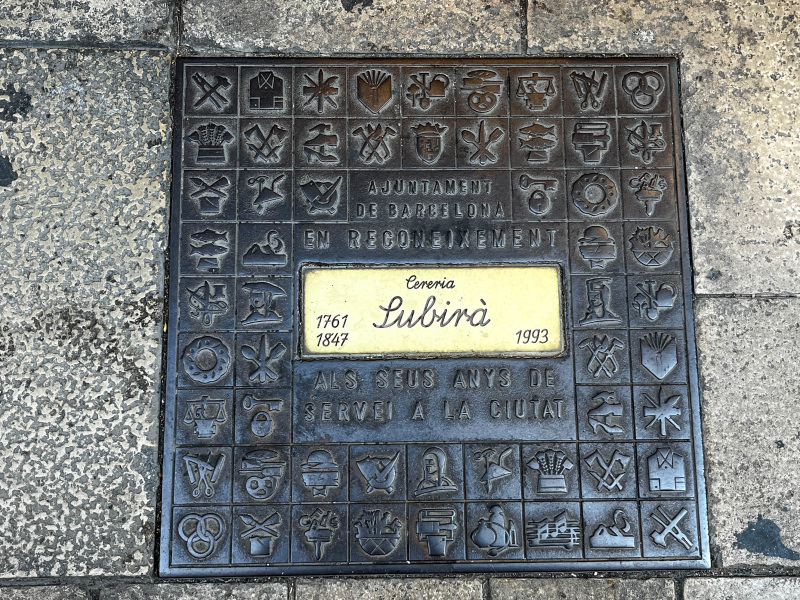 AJUNTAMENT
DE BARCELONA
EN RECONEIXEMENT
Cereria
1761 Subirà
1847 1993
ALS SEUS ANYS DE
SERVEI A LA CIUTAT